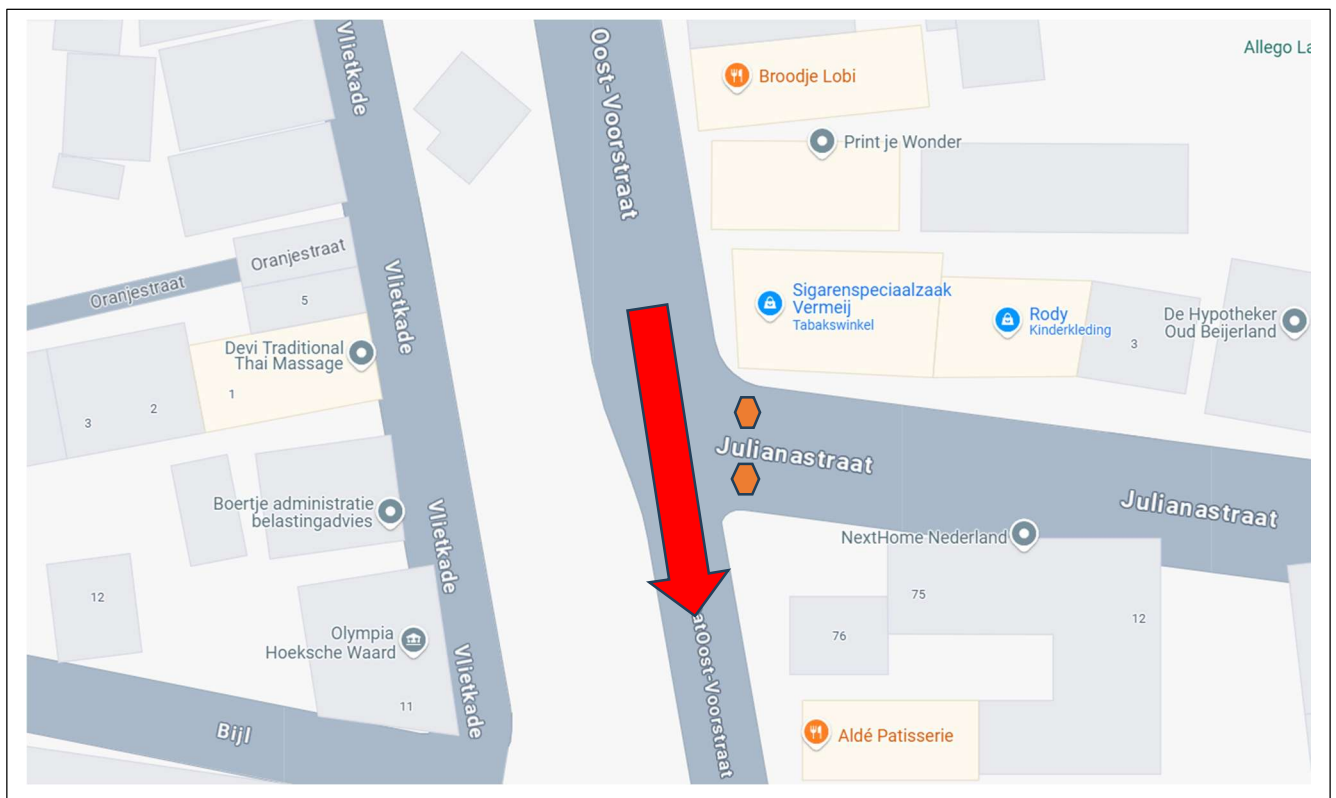 Vlietkade
Oost-Voorstraat
Broodje Lobi
Allego La
Print je Wonder
Oranjestraat
Oranjestraat
5
Vlietkade
Sigarenspeciaalzaak
Vermeij
Tabakswinkel
Rody
Kinderkleding
3
De Hypotheker
Oud Beijerland
Devi Traditional
Thai Massage
1
2
3
Julianastraat
Julianastraat
Boertje administratie
belastingadvies
Vlietkade
NextHome Nederland
12
75
12
76
Olympia
Hoeksche Waard
11
Vlietkade
atOost-Voorstraat
Bijl
Aldé Patisserie